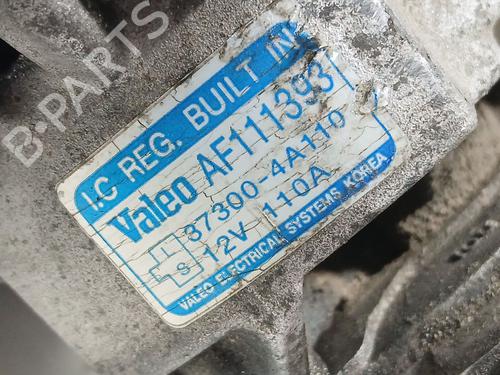 B-PARTS
I.C REG. BUILT IN
Valeo AF111393
37300-4A110
S 12V 110A
VALEO ELECTRICAL SYSTEMS KOREA